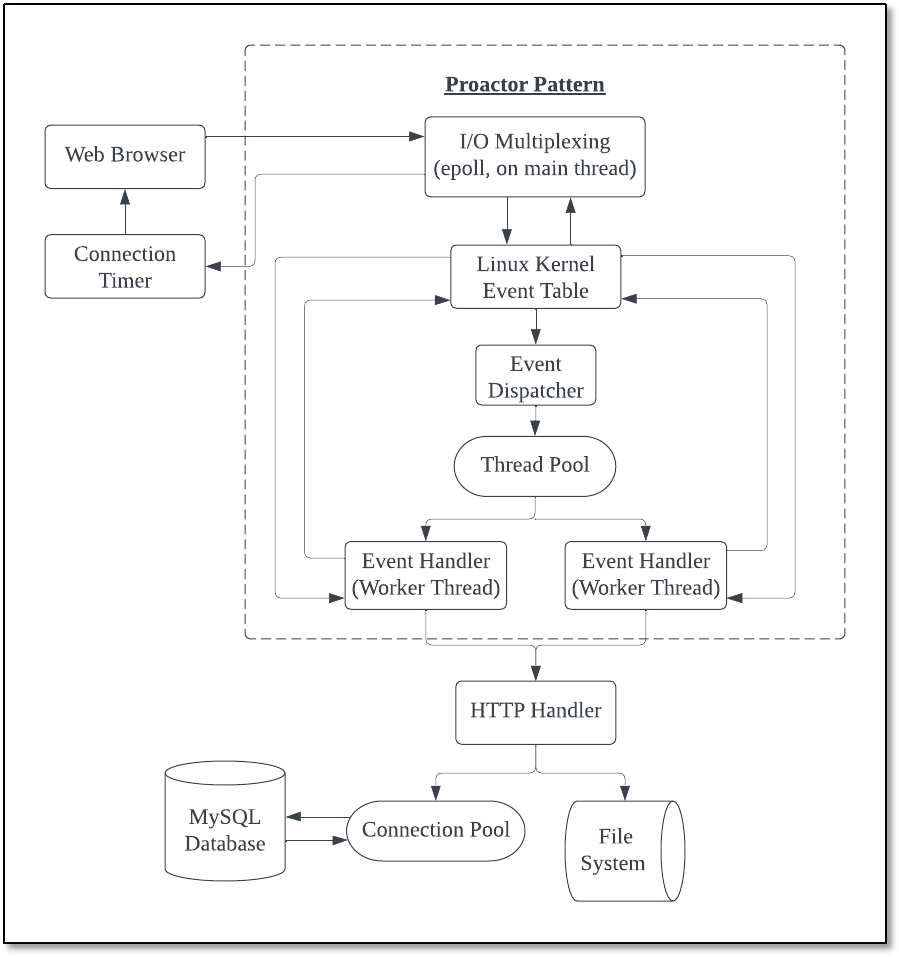 Proactor Pattern
Web Browser
I/O Multiplexing
(epoll, on main thread)
Connection
Timer
Linux Kernel
Event Table
Event
Dispatcher
Thread Pool
Event Handler
(Worker Thread)
Event Handler
(Worker Thread)
HTTP Handler
MySQL
Database
Connection Pool
File
System